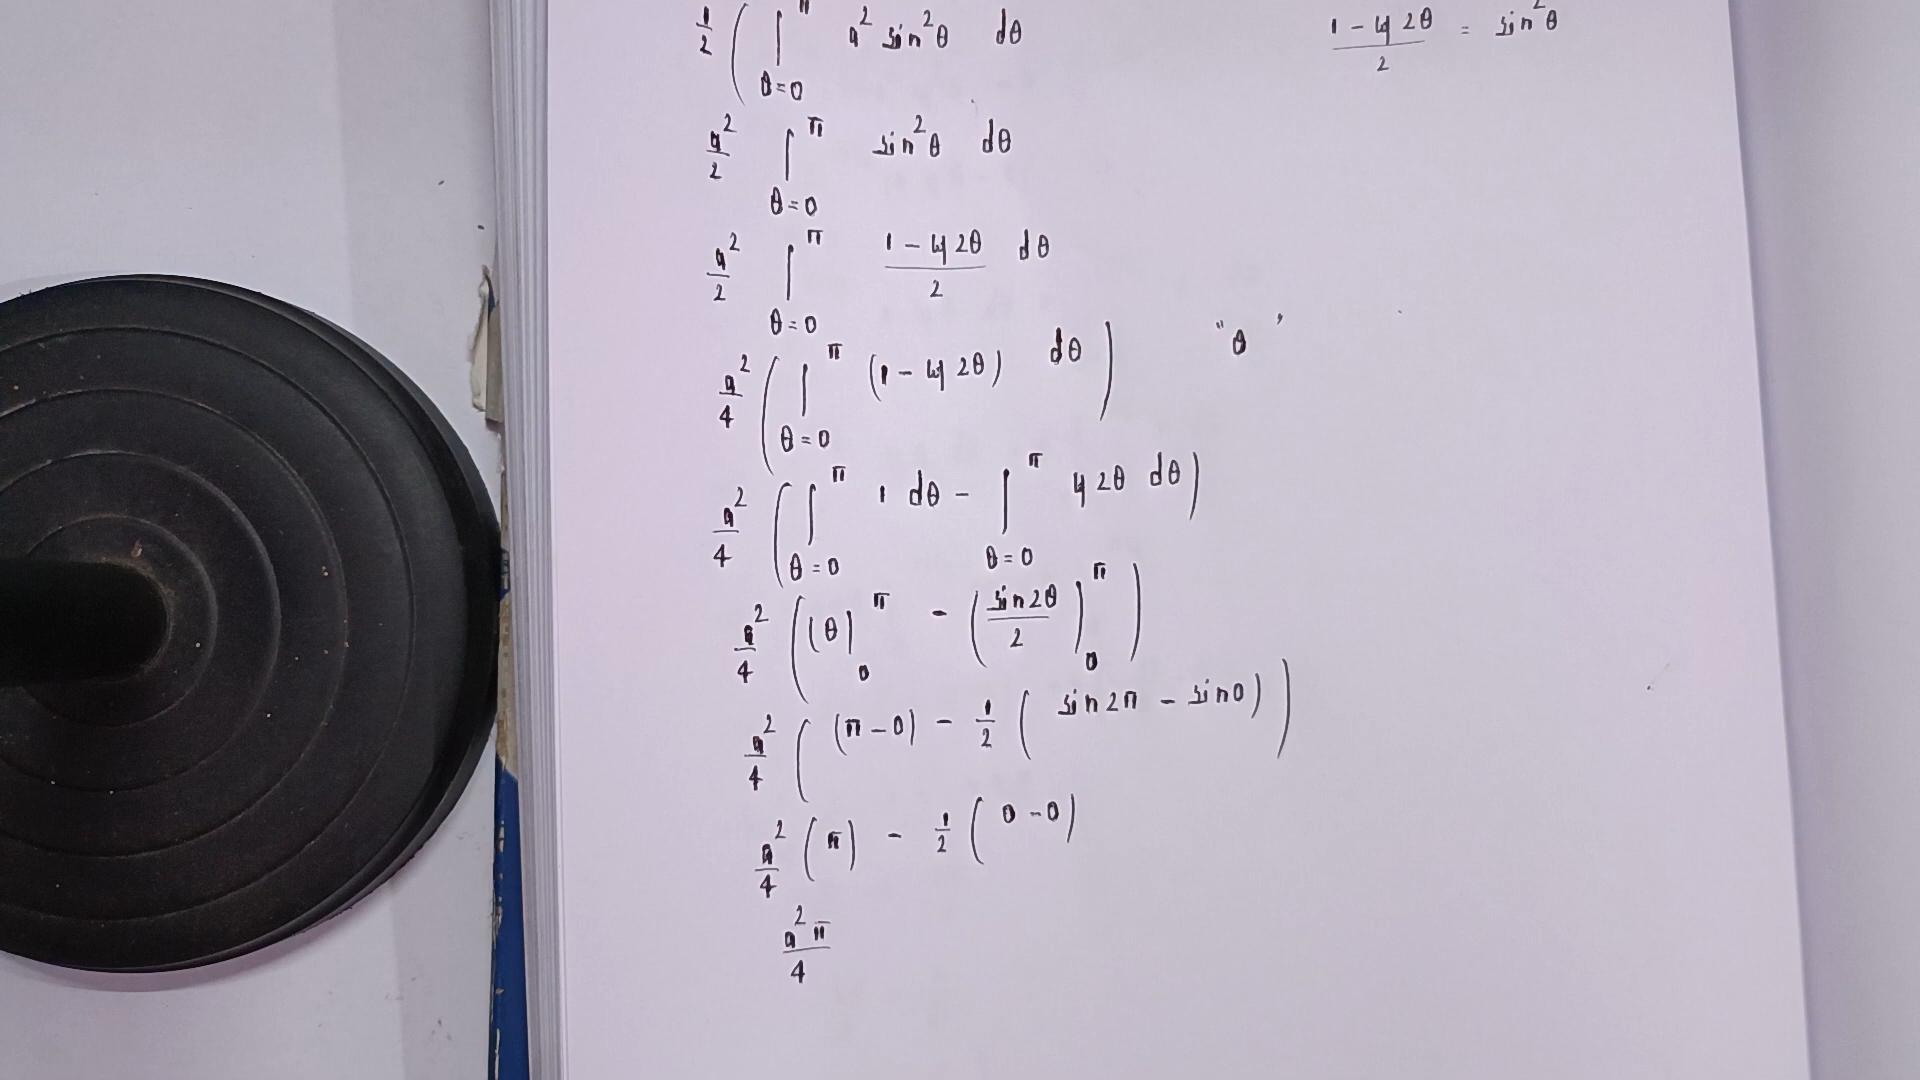 1/2 ( ∫_{θ=0}^{π} a² sin²θ dθ
(1 - cos 2θ)/2 = sin²θ
a²/2 ∫_{θ=0}^{π} sin²θ dθ
a²/2 ∫_{θ=0}^{π} (1 - cos 2θ)/2 dθ
a²/4 ( ∫_{θ=0}^{π} (1 - cos 2θ) dθ ) "θ'
a²/4 ( ∫_{θ=0}^{π} 1 dθ - ∫_{θ=0}^{π} cos 2θ dθ )
a²/4 ( (θ)_{0}^{π} - (sin 2θ/2)_{0}^{π} )
a²/4 ( (π - 0) - 1/2 ( sin 2π - sin 0 ) )
a²/4 (π) - 1/2 ( 0 - 0 )
a²π/4